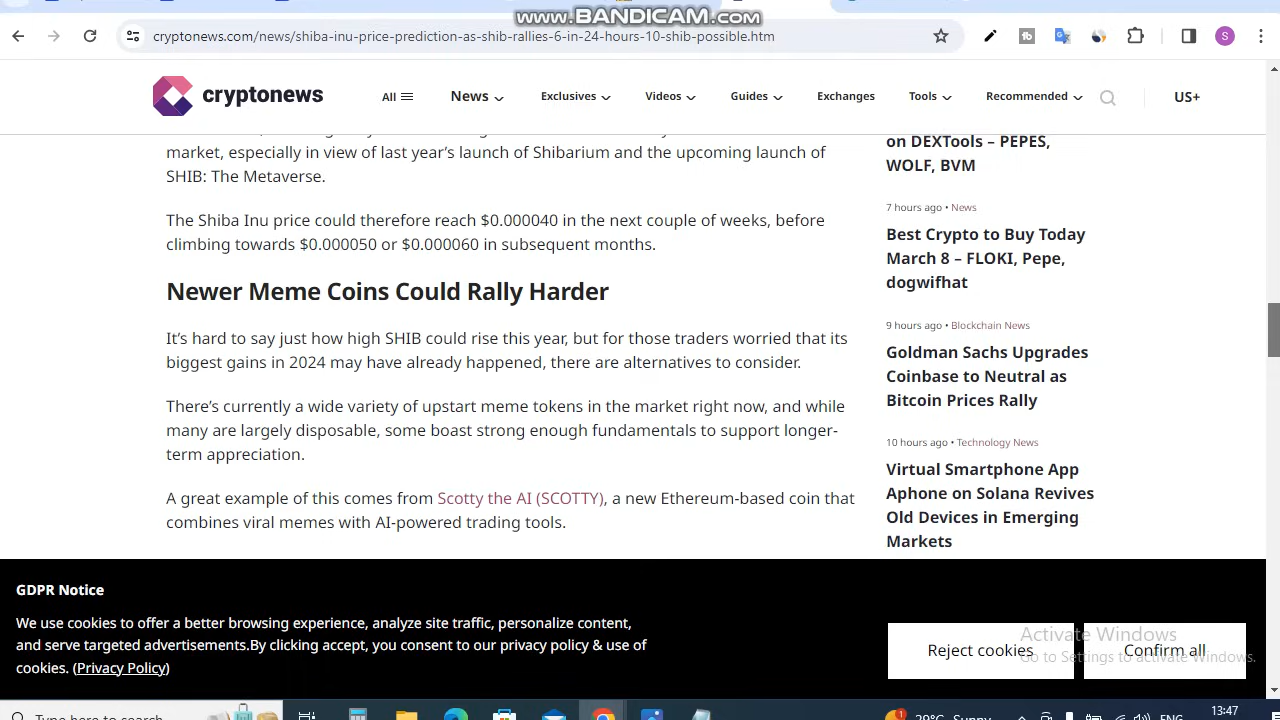 www.BANDICAM.com
cryptonews.com/news/shiba-inu-price-prediction-as-shib-rallies-6-in-24-hours-10-shib-possible.htm
S
cryptonews
All
News
Exclusives
Videos
Guides
Exchanges
Tools
Recommended
US+
market, especially in view of last year’s launch of Shibarium and the upcoming launch of
SHIB: The Metaverse.
The Shiba Inu price could therefore reach $0.000040 in the next couple of weeks, before
climbing towards $0.000050 or $0.000060 in subsequent months.
Newer Meme Coins Could Rally Harder
It’s hard to say just how high SHIB could rise this year, but for those traders worried that its
biggest gains in 2024 may have already happened, there are alternatives to consider.
There’s currently a wide variety of upstart meme tokens in the market right now, and while
many are largely disposable, some boast strong enough fundamentals to support longer-
term appreciation.
A great example of this comes from Scotty the AI (SCOTTY), a new Ethereum-based coin that
combines viral memes with AI-powered trading tools.
on DEXTools – PEPES,
WOLF, BVM
7 hours ago • News
Best Crypto to Buy Today
March 8 – FLOKI, Pepe,
dogwifhat
9 hours ago • Blockchain News
Goldman Sachs Upgrades
Coinbase to Neutral as
Bitcoin Prices Rally
10 hours ago • Technology News
Virtual Smartphone App
Aphone on Solana Revives
Old Devices in Emerging
Markets
GDPR Notice
We use cookies to offer a better browsing experience, analyze site traffic, personalize content,
and serve targeted advertisements.By clicking accept, you consent to our privacy policy & use of
cookies. (Privacy Policy)
Reject cookies
Confirm all
Activate Windows
Go to Settings to activate Windows.
Type here to search
1
29°C Sunny
ENG
13:47